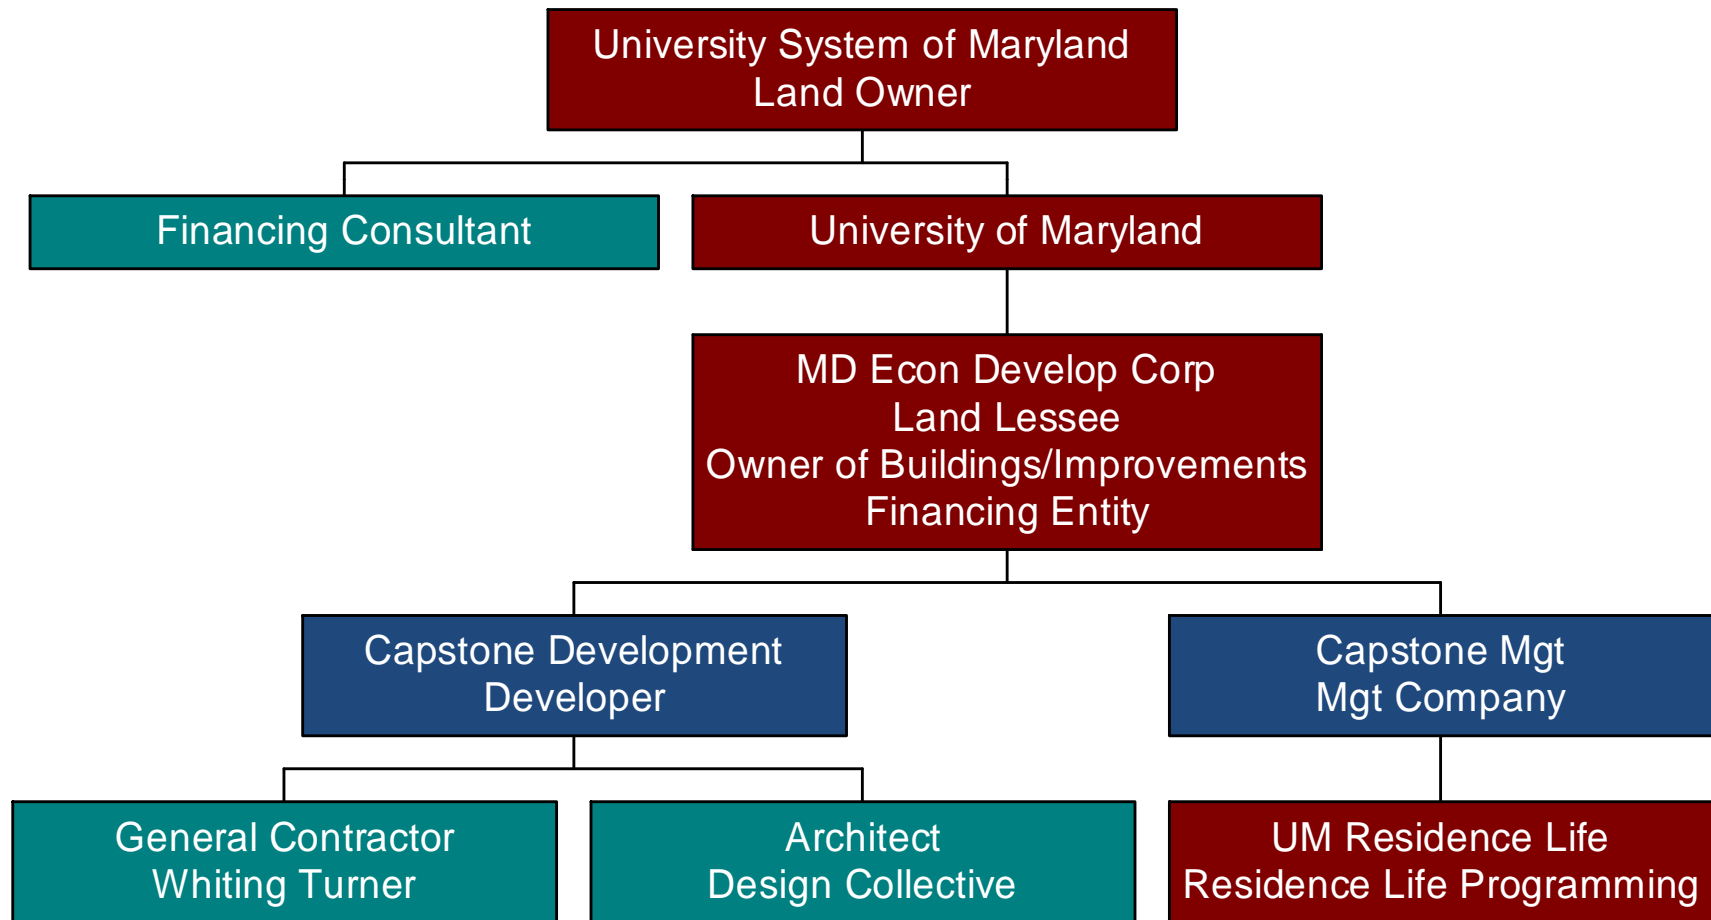 University System of Maryland
Land Owner
Financing Consultant
University of Maryland
MD Econ Develop Corp
Land Lessee
Owner of Buildings/Improvements
Financing Entity
Capstone Development
Developer
Capstone Mgt
Mgt Company
General Contractor
Whiting Turner
Architect
Design Collective
UM Residence Life
Residence Life Programming